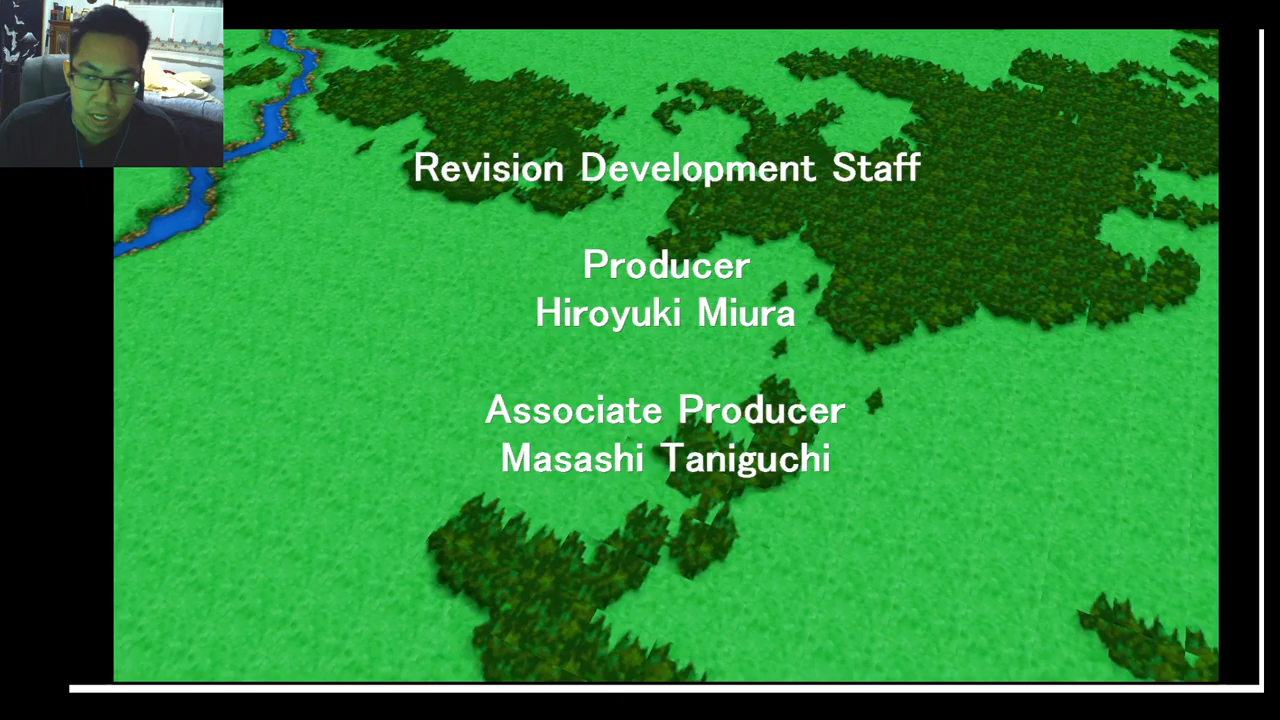 Revision Development Staff
Producer
Hiroyuki Miura
Associate Producer
Masashi Taniguchi